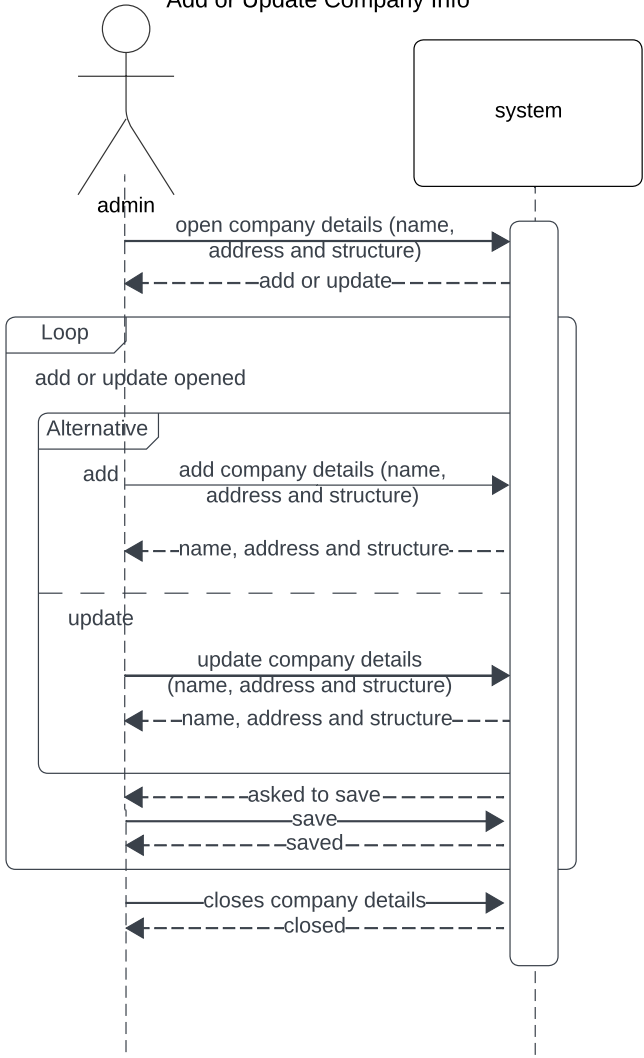 Add or Update Company Info
system
admin
open company details (name,
address and structure)
add or update
Loop
add or update opened
Alternative
add
add company details (name,
address and structure)
name, address and structure
update
update company details
(name, address and structure)
name, address and structure
asked to save
save
saved
closes company details
closed